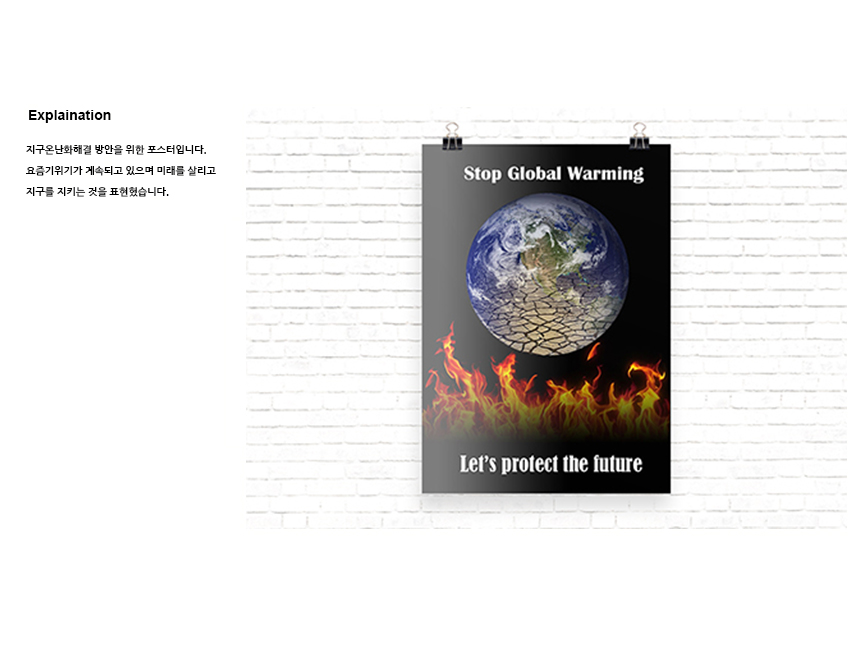 Explaination
지구온난화해결 방안을 위한 포스터입니다.
요즘기위기가 계속되고 있으며 미래를 살리고
지구를 지키는 것을 표현혔습니다.
Stop Global Warming
Let's protect the future